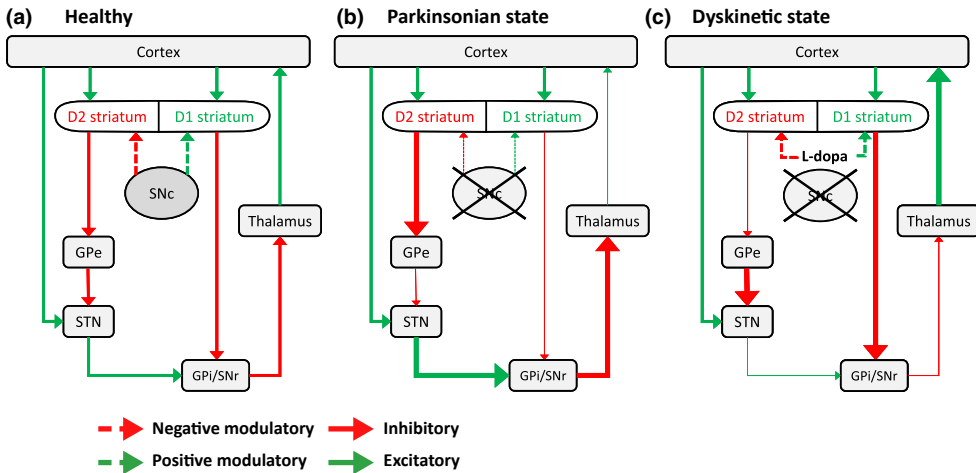 (a) Healthy
Cortex
D2 striatum D1 striatum
SNc
Thalamus
GPe
STN
GPi/SNr
(b) Parkinsonian state
Cortex
D2 striatum D1 striatum
SNc
Thalamus
GPe
STN
GPi/SNr
(c) Dyskinetic state
Cortex
D2 striatum D1 striatum
L-dopa
SNc
Thalamus
GPe
STN
GPi/SNr
Negative modulatory
Inhibitory
Positive modulatory
Excitatory